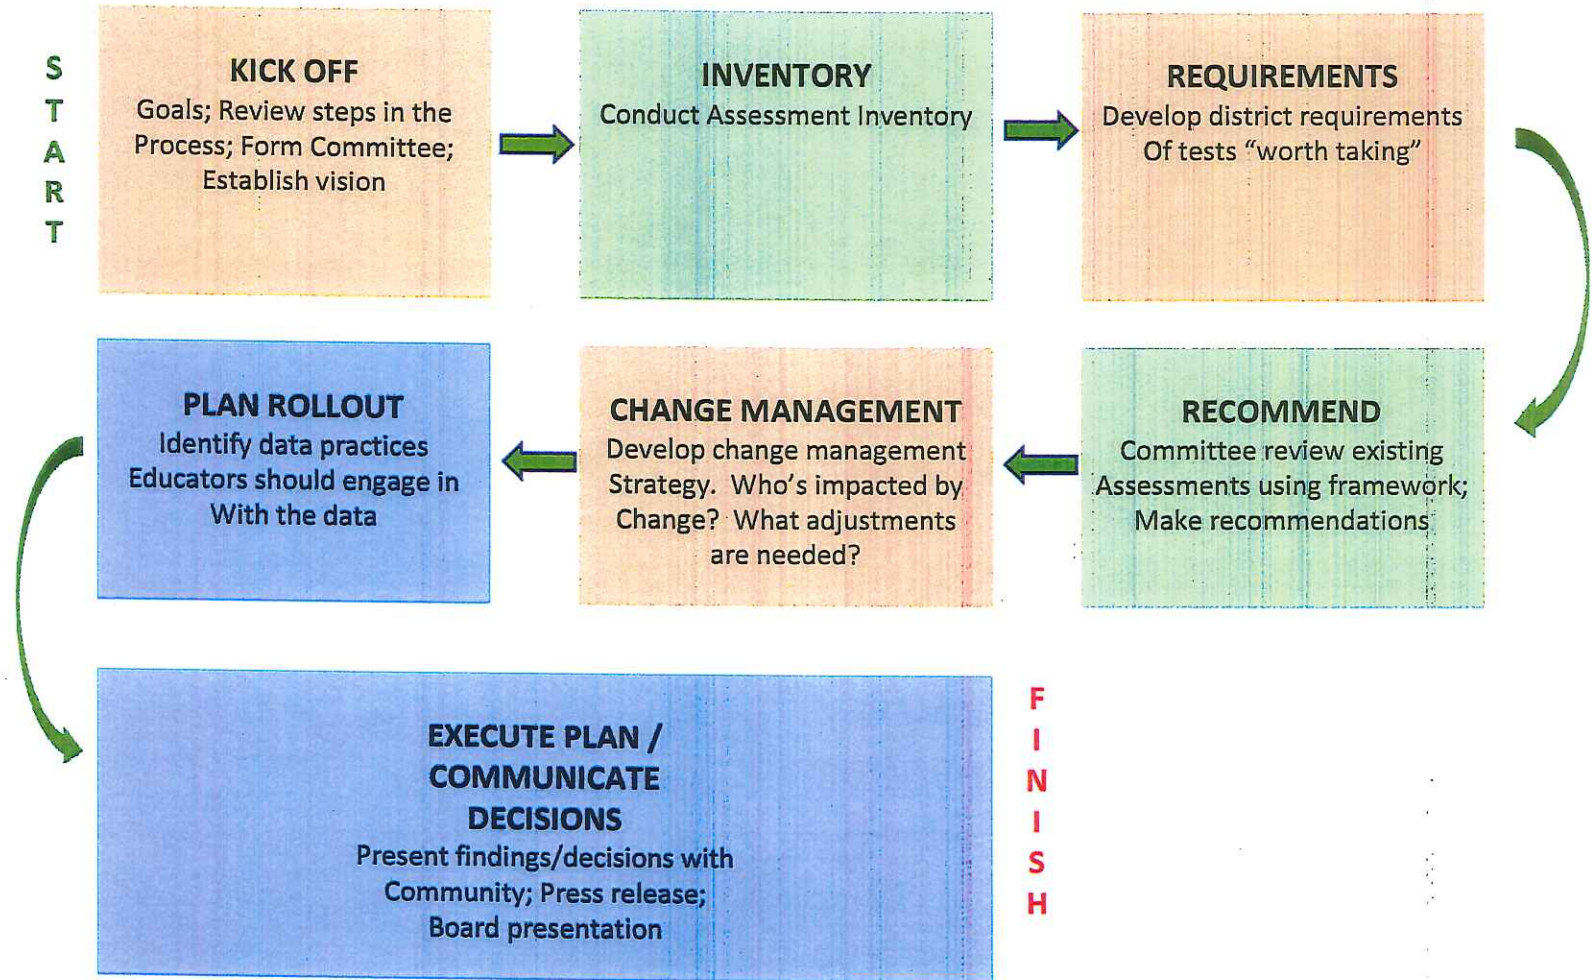 START
KICK OFF
Goals; Review steps in the
Process; Form Committee;
Establish vision
INVENTORY
Conduct Assessment Inventory
REQUIREMENTS
Develop district requirements
Of tests “worth taking”
RECOMMEND
Committee review existing
Assessments using framework;
Make recommendations
CHANGE MANAGEMENT
Develop change management
Strategy.  Who’s impacted by
Change?  What adjustments
are needed?
PLAN ROLLOUT
Identify data practices
Educators should engage in
With the data
EXECUTE PLAN /
COMMUNICATE
DECISIONS
Present findings/decisions with
Community; Press release;
Board presentation
FINISH